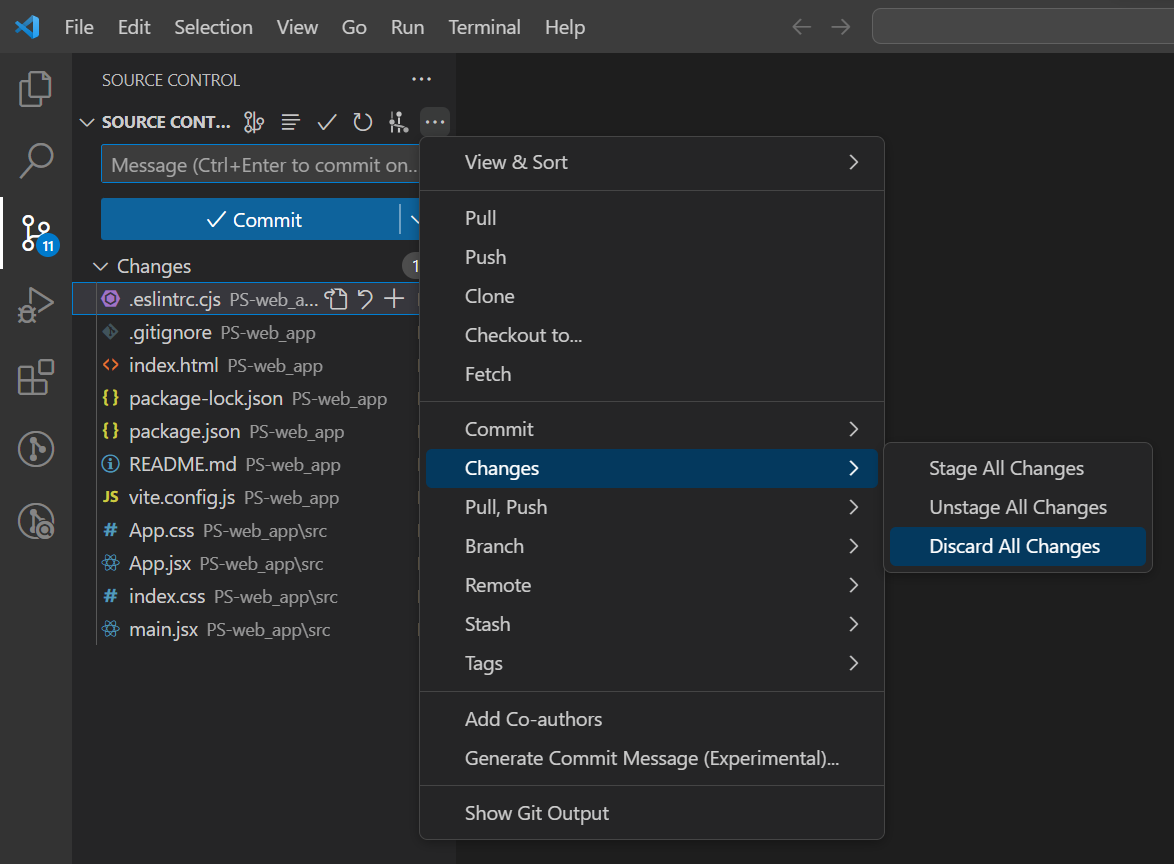 File Edit Selection View Go Run Terminal Help
SOURCE CONTROL
SOURCE CONT...
Message (Ctrl+Enter to commit on...
Commit
11
Changes
1
.eslintrc.cjs PS-web_a...
.gitignore PS-web_app
index.html PS-web_app
package-lock.json PS-web_app
package.json PS-web_app
README.md PS-web_app
JS vite.config.js PS-web_app
# App.css PS-web_app\src
App.jsx PS-web_app\src
# index.css PS-web_app\src
main.jsx PS-web_app\src
View & Sort
Pull
Push
Clone
Checkout to...
Fetch
Commit
Changes
Pull, Push
Branch
Remote
Stash
Tags
Add Co-authors
Generate Commit Message (Experimental)...
Show Git Output
Stage All Changes
Unstage All Changes
Discard All Changes